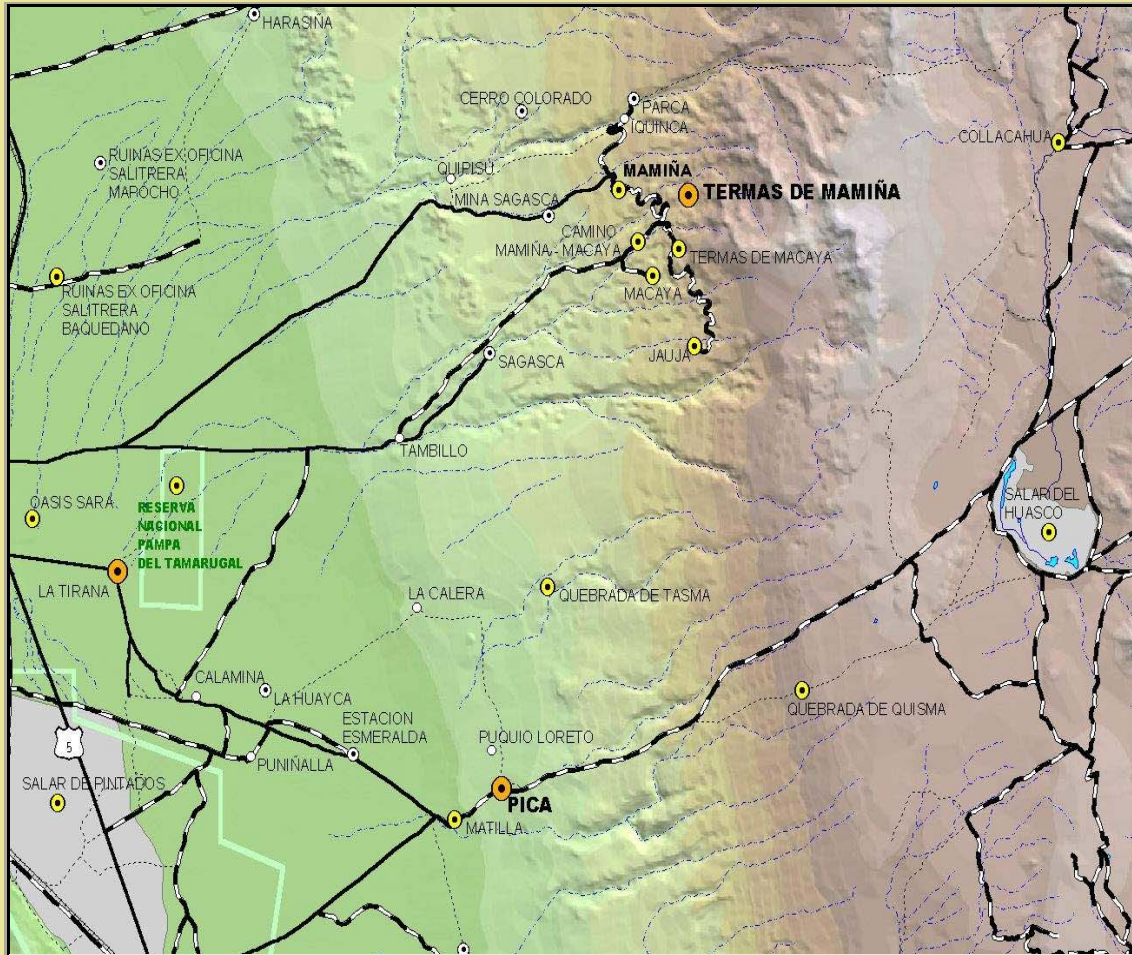 HARASIÑA
CERRO COLORADO
PARCA
IQUINCA
COLLACAHUA
RUINAS EX OFICINA
SALITRERA
MAPOCHO
QUIPISU
MAMIÑA
TERMAS DE MAMIÑA
MINA SAGASCA
CAMINO
MAMIÑA - MACAYA
TERMAS DE MACAYA
MACAYA
RUINAS EX OFICINA
SALITRERA
BAQUEDANO
JAUJA
SAGASCA
TAMBILLO
OASIS SARA
RESERVA
NACIONAL
PAMPA
DEL TAMARUGAL
SALAR DEL
HUASCO
LA TIRANA
LA CALERA
QUEBRADA DE TASMA
CALAMINA
LA HUAYCA
QUEBRADA DE QUISMA
ESTACION
ESMERALDA
PUQUIO LORETO
5
PUNIÑALLA
SALAR DE PINTADOS
PICA
MATILLA